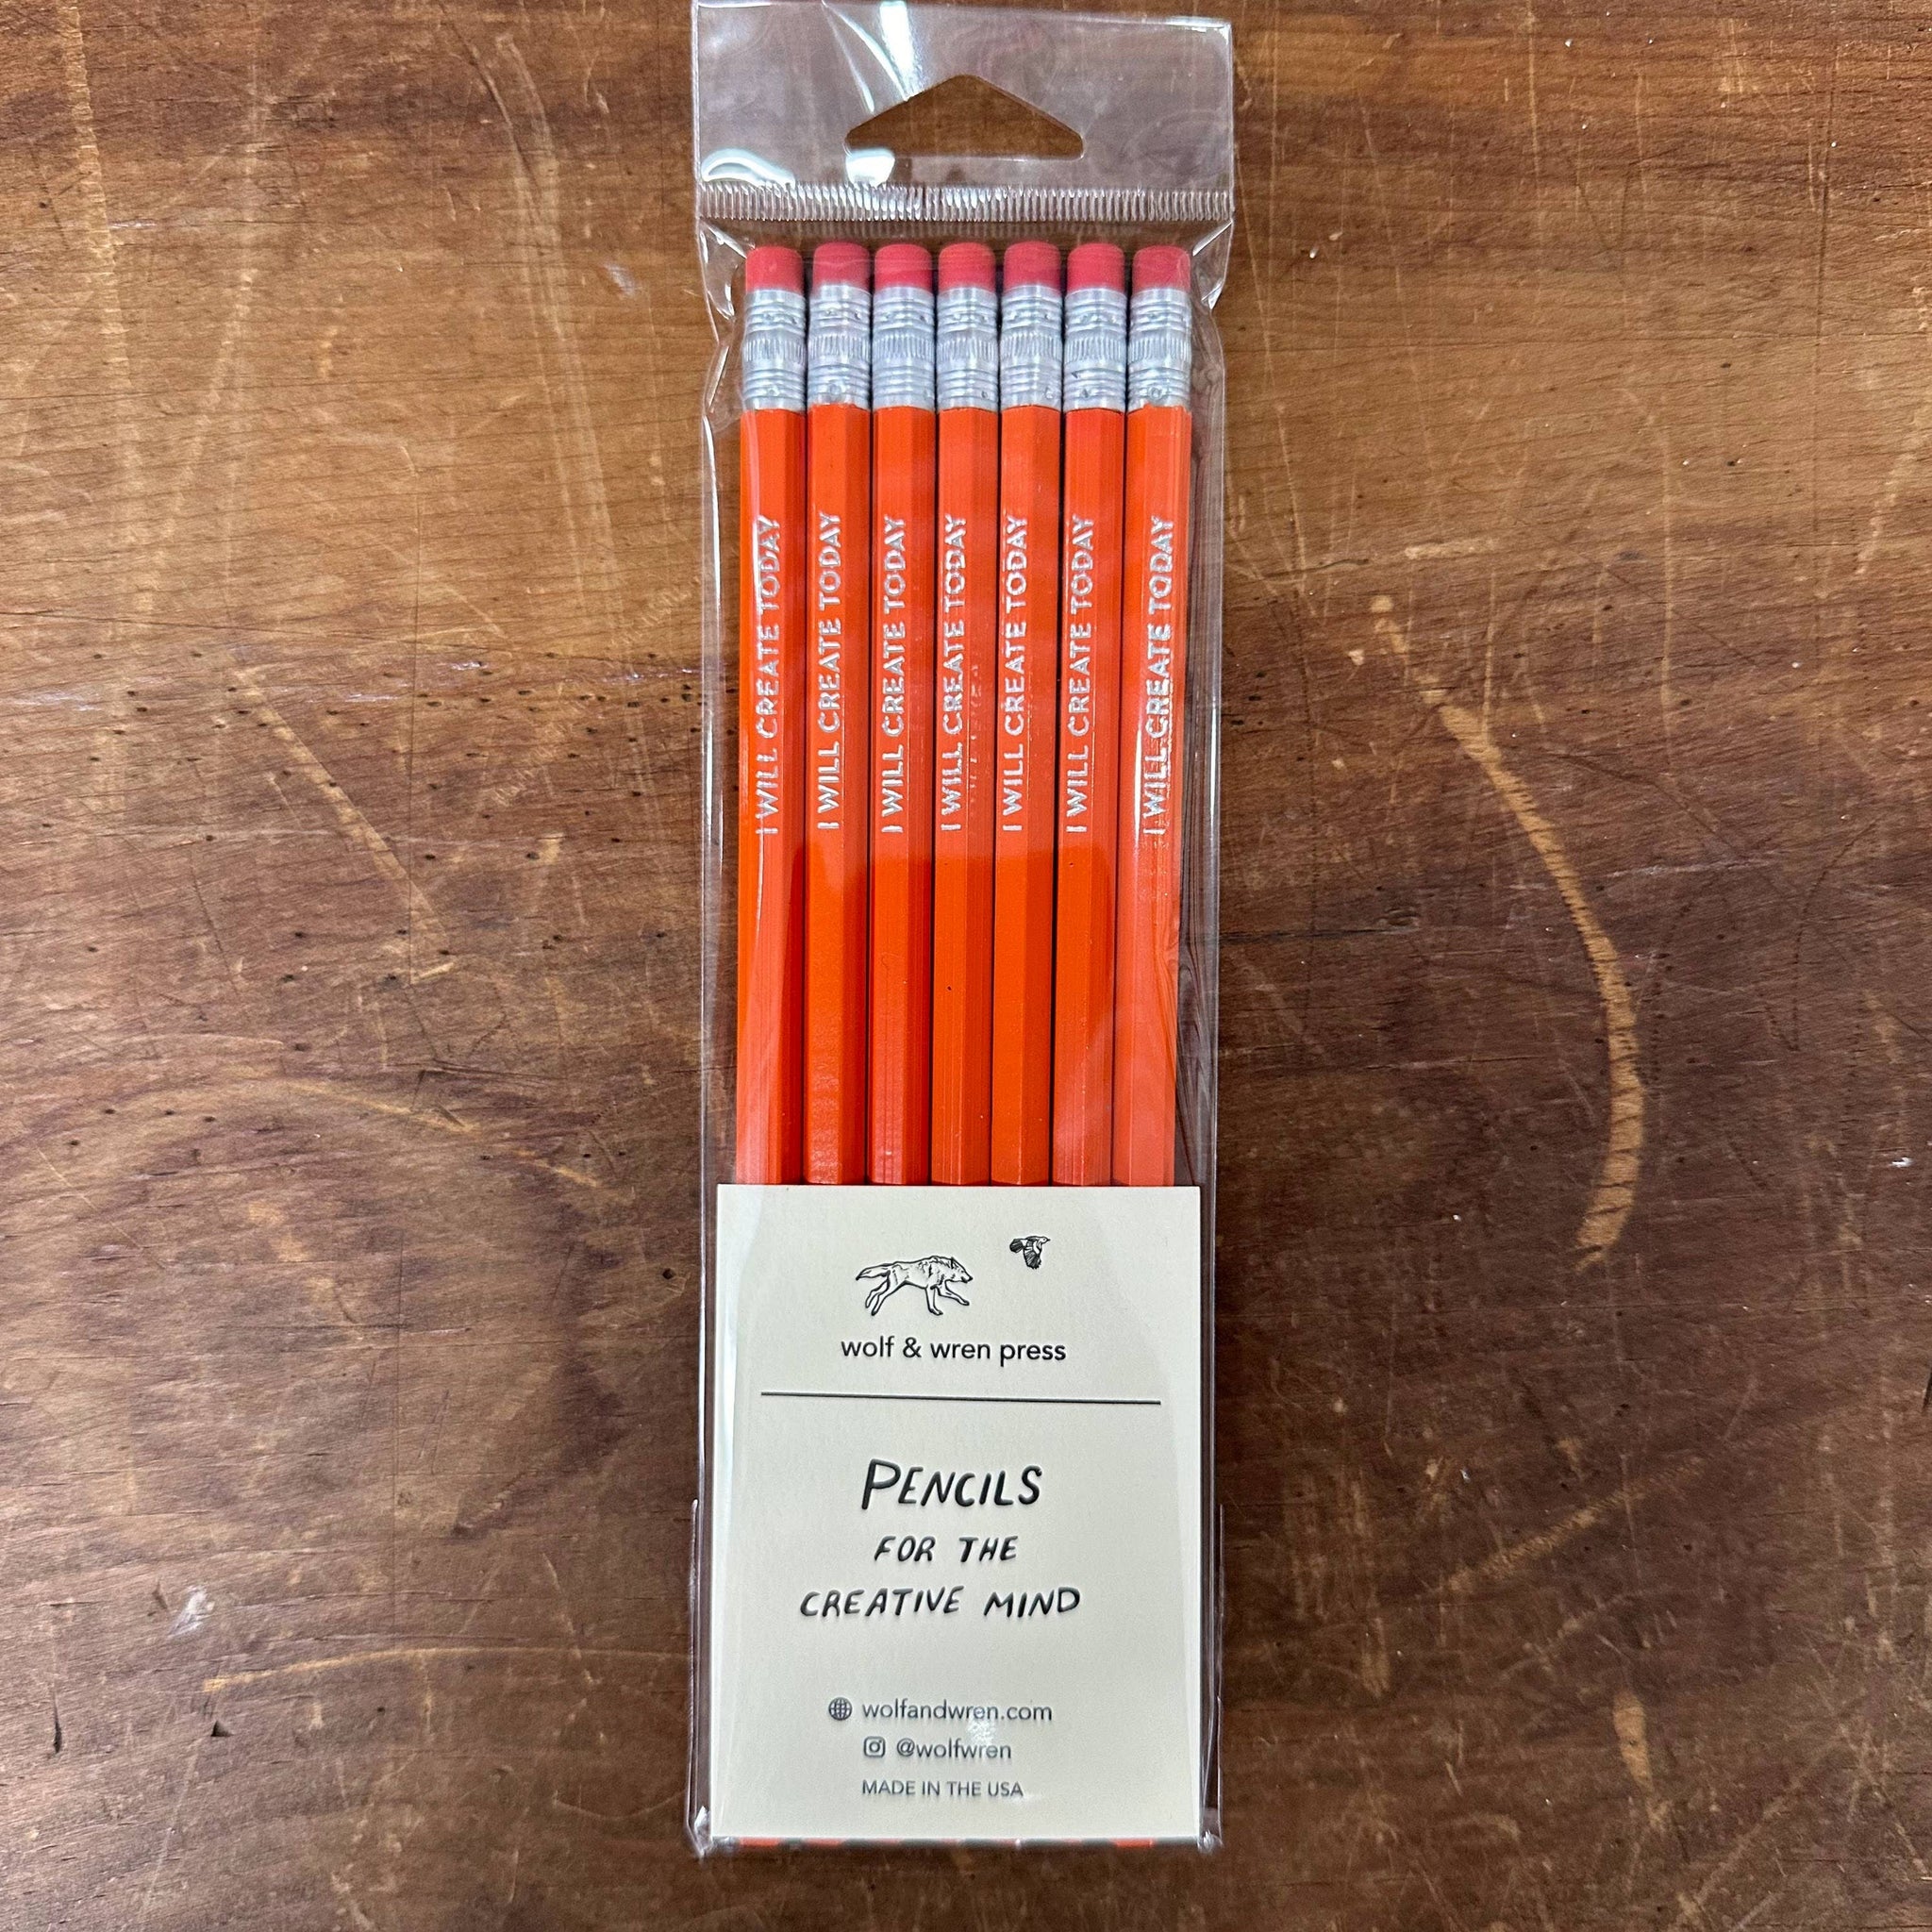 I WILL CREATE TODAY
I WILL CREATE TODAY
I WILL CREATE TODAY
I WILL CREATE TODAY
I WILL CREATE TODAY
I WILL CREATE TODAY
I WILL CREATE TODAY
wolf & wren press
PENCILS
FOR THE
CREATIVE MIND
wolfandwren.com
@wolfwren
MADE IN THE USA